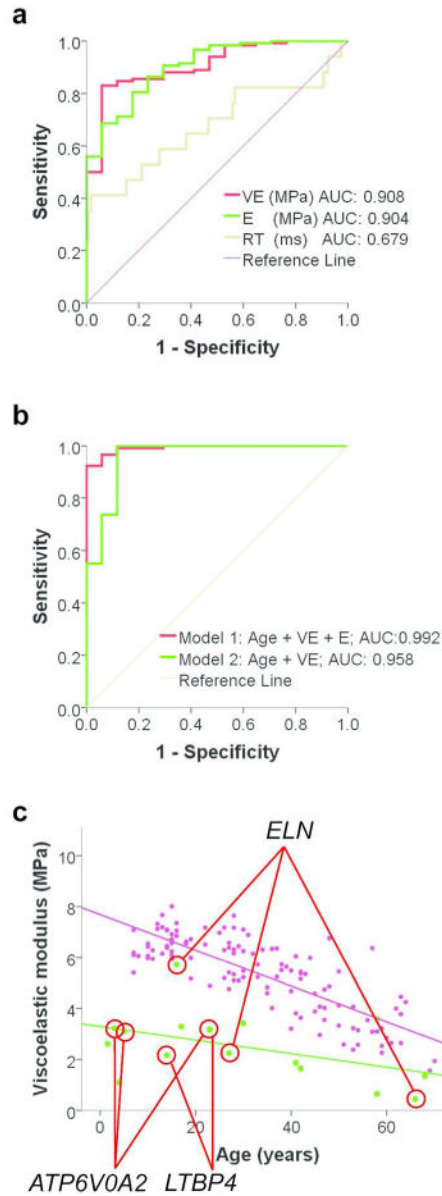 a
1.0
0.8
0.6
0.4
0.2
0.0
Sensitivity
VE (MPa) AUC: 0.908
E (MPa) AUC: 0.904
RT (ms) AUC: 0.679
Reference Line
0.0 0.2 0.4 0.6 0.8 1.0
1 - Specificity
b
1.0
0.8
0.6
0.4
0.2
0.0
Sensitivity
Model 1: Age + VE + E; AUC:0.992
Model 2: Age + VE; AUC: 0.958
Reference Line
0.0 0.2 0.4 0.6 0.8 1.0
1 - Specificity
c
ELN
10
8
6
4
2
0
Viscoelastic modulus (MPa)
0 20 40 60
Age (years)
ATP6V0A2 LTBP4